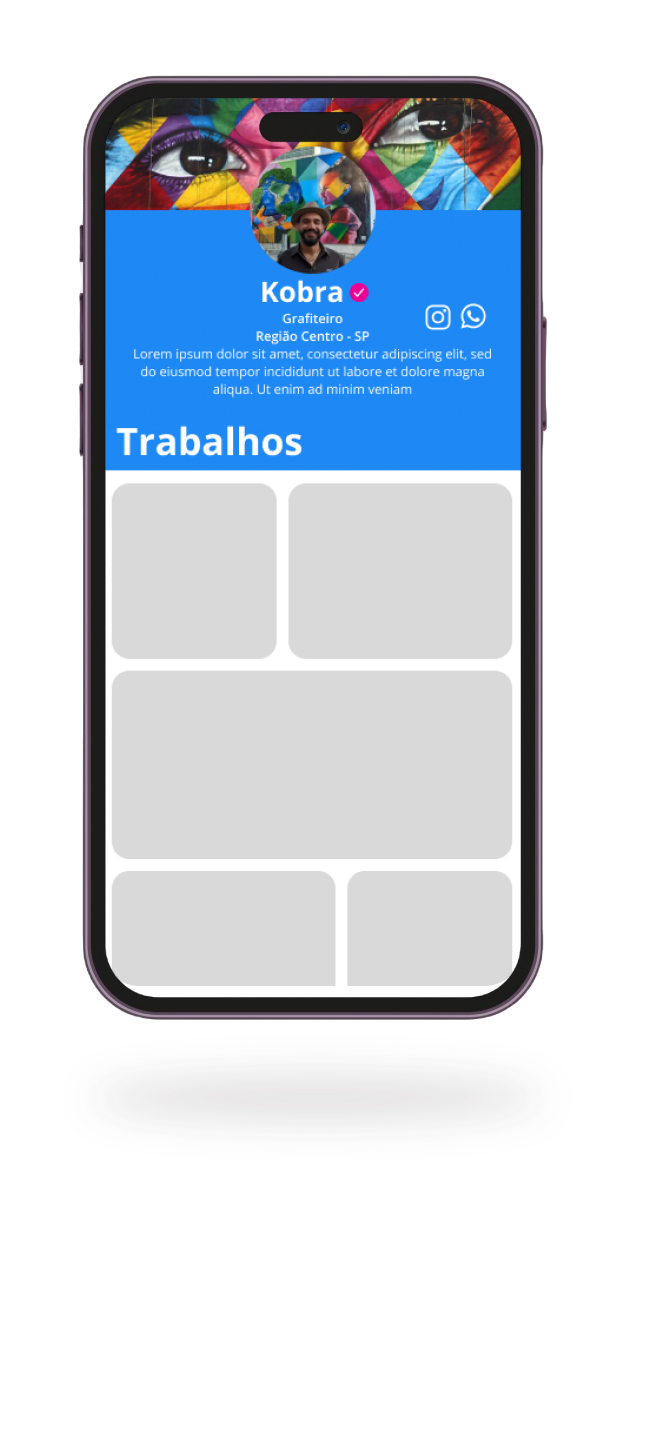 Kobra
Grafiteiro
Região Centro - SP
Lorem ipsum dolor sit amet, consectetur adipiscing elit, sed
do eiusmod tempor incididunt ut labore et dolore magna
aliqua. Ut enim ad minim veniam
Trabalhos